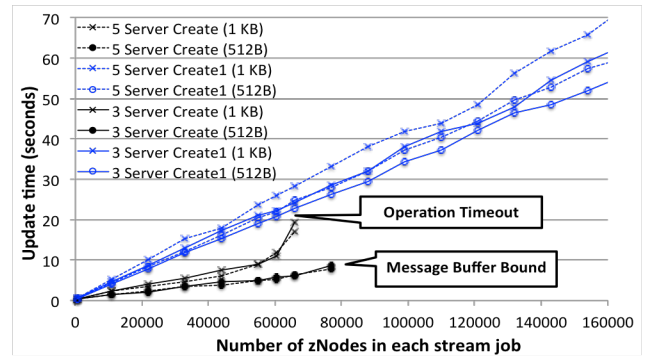 70
60
50
40
30
20
10
0
Update time (seconds)
5 Server Create (1 KB)
5 Server Create (512B)
5 Server Create1 (1 KB)
5 Server Create1 (512B)
3 Server Create (1 KB)
3 Server Create (512B)
3 Server Create1 (1 KB)
3 Server Create1 (512B)
Operation Timeout
Message Buffer Bound
0 20000 40000 60000 80000 100000 120000 140000 160000
Number of zNodes in each stream job